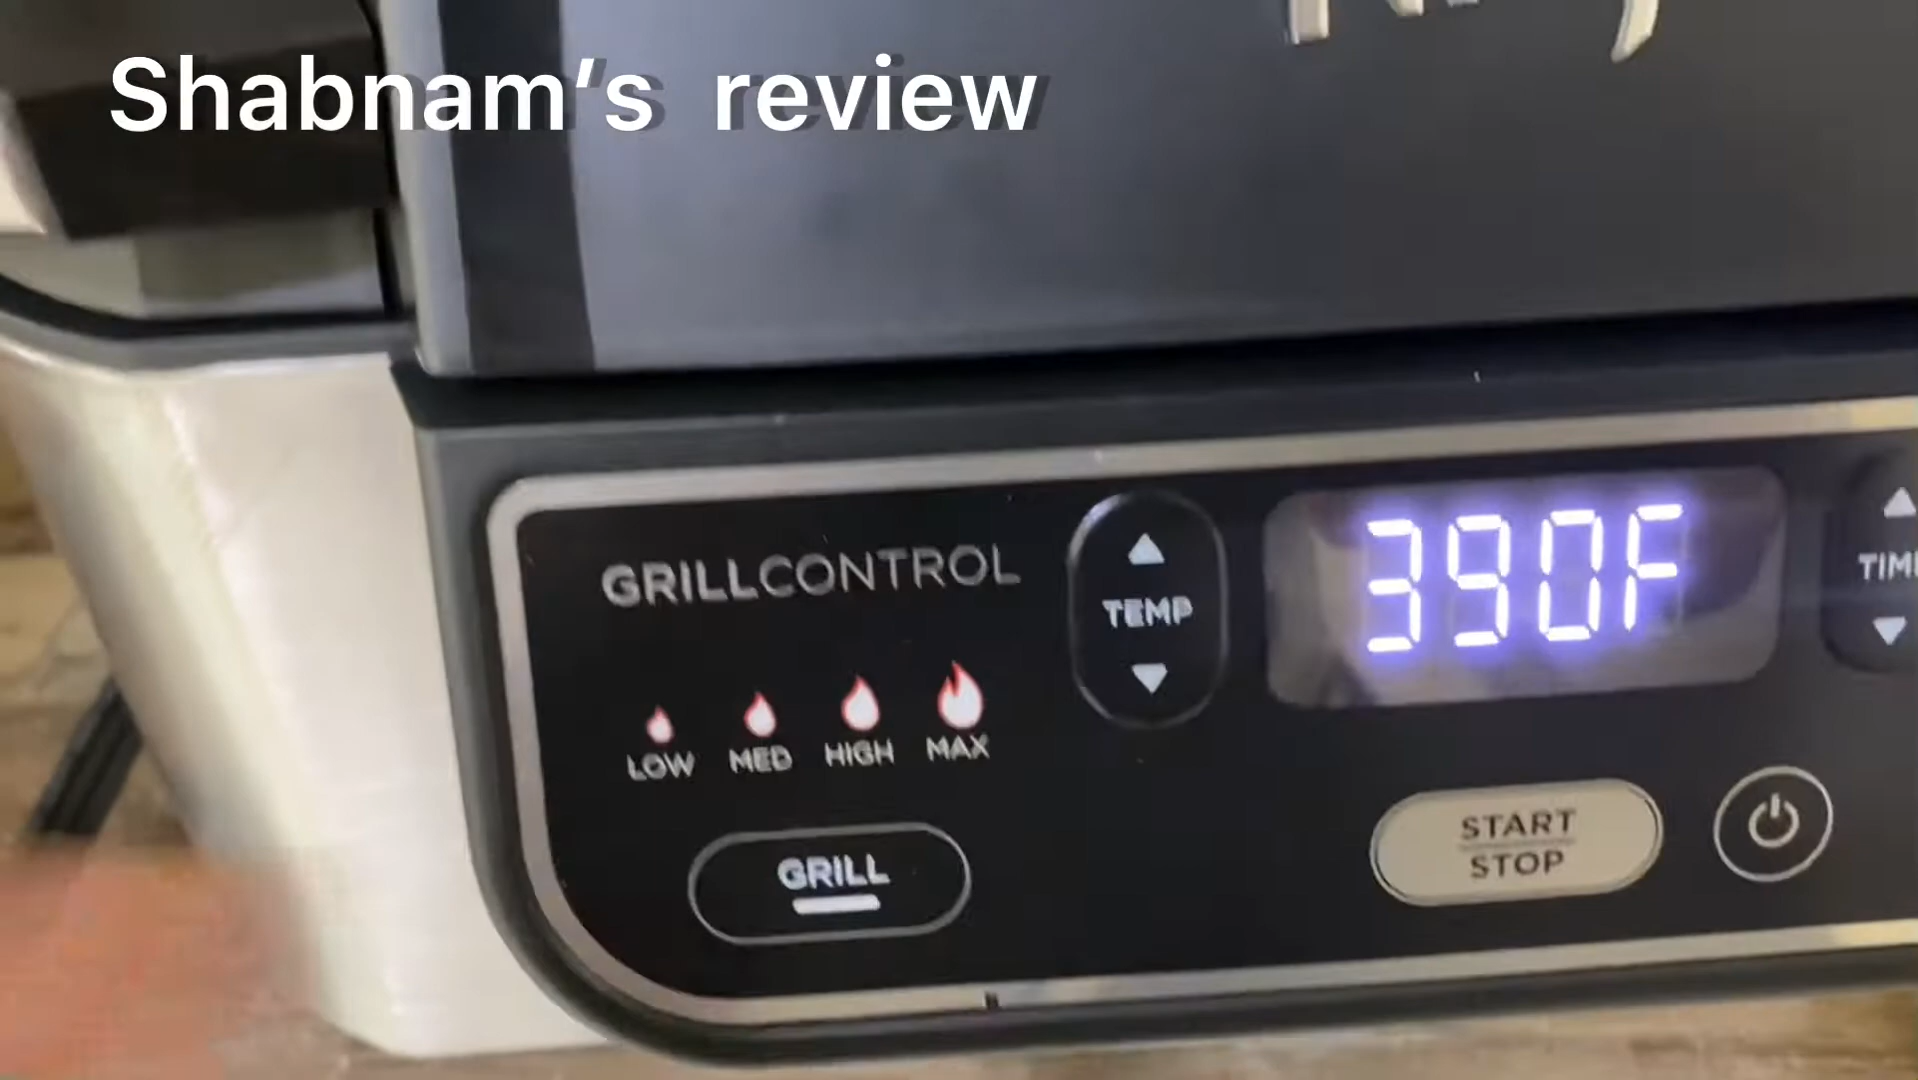 Shabnam's review
GRILLCONTROL
TEMP
390F
LOW MED HIGH MAX
GRILL
START
STOP